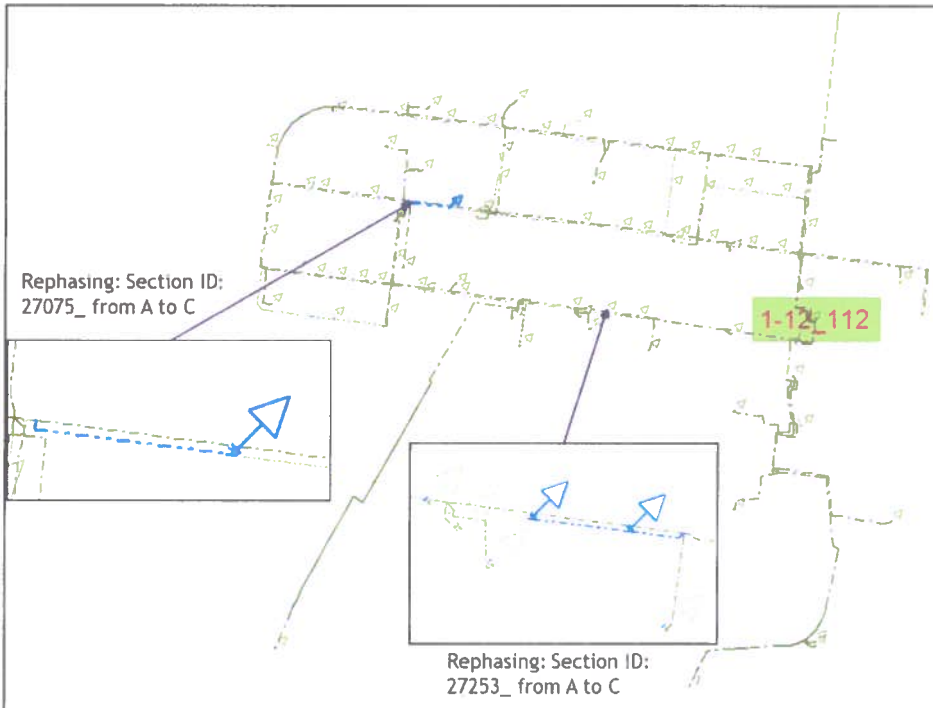 Rephasing: Section ID:
27075_ from A to C
1-12_112
Rephasing: Section ID:
27253_ from A to C